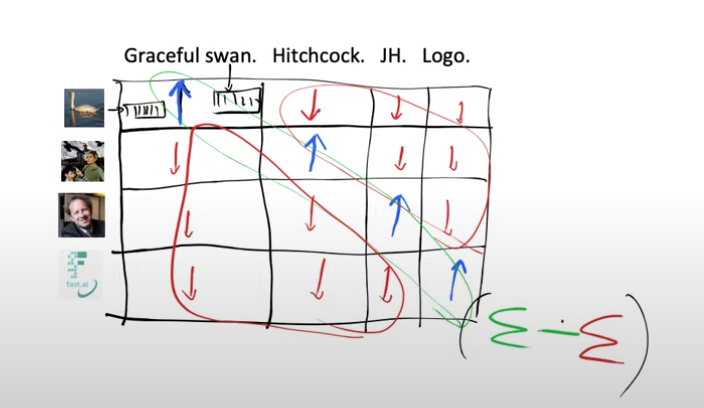 Graceful swan. Hitchcock. JH. Logo.
fast.ai
(Σ - Σ)